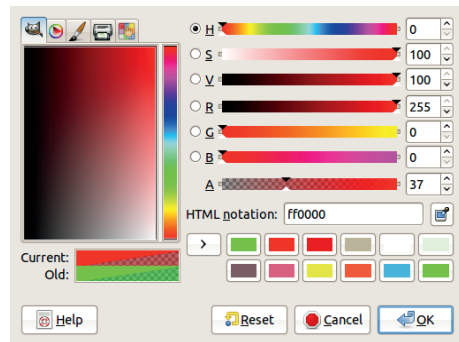 H 0
S 100
V 100
R 255
G 0
B 0
A 37
HTML notation: ff0000
>
Current:
Old:
Help Reset Cancel OK